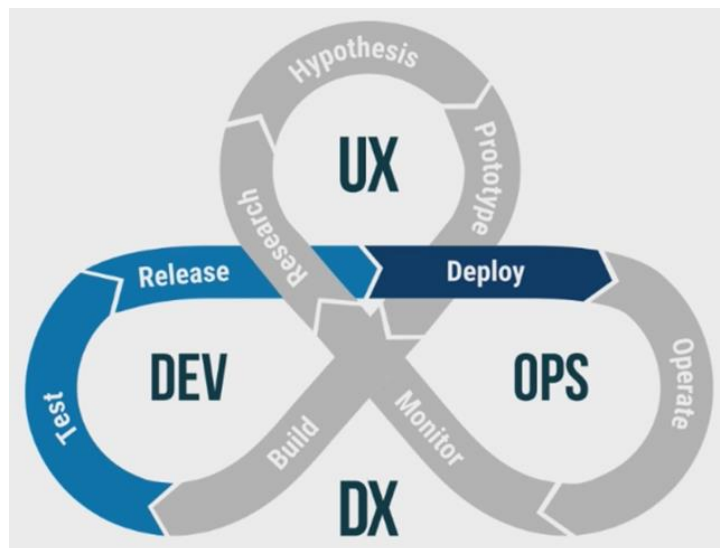 Hypothesis
UX
Prototype
Research
Release
Deploy
DEV
OPS
Test
Operate
Build
Monitor
DX